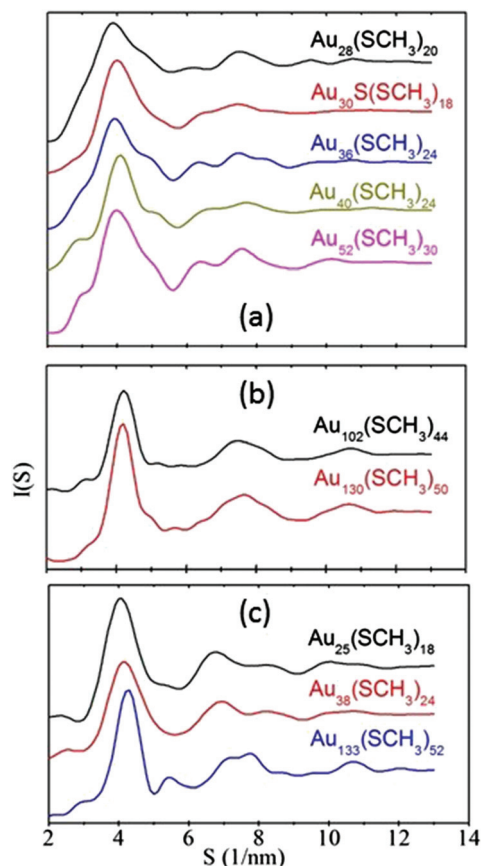 Au28(SCH3)20
Au30S(SCH3)18
Au36(SCH3)24
Au40(SCH3)24
Au52(SCH3)30
(a)
(b)
Au102(SCH3)44
Au130(SCH3)50
I(S)
(c)
Au25(SCH3)18
Au38(SCH3)24
Au133(SCH3)52
2 4 6 8 10 12 14
S (1/nm)